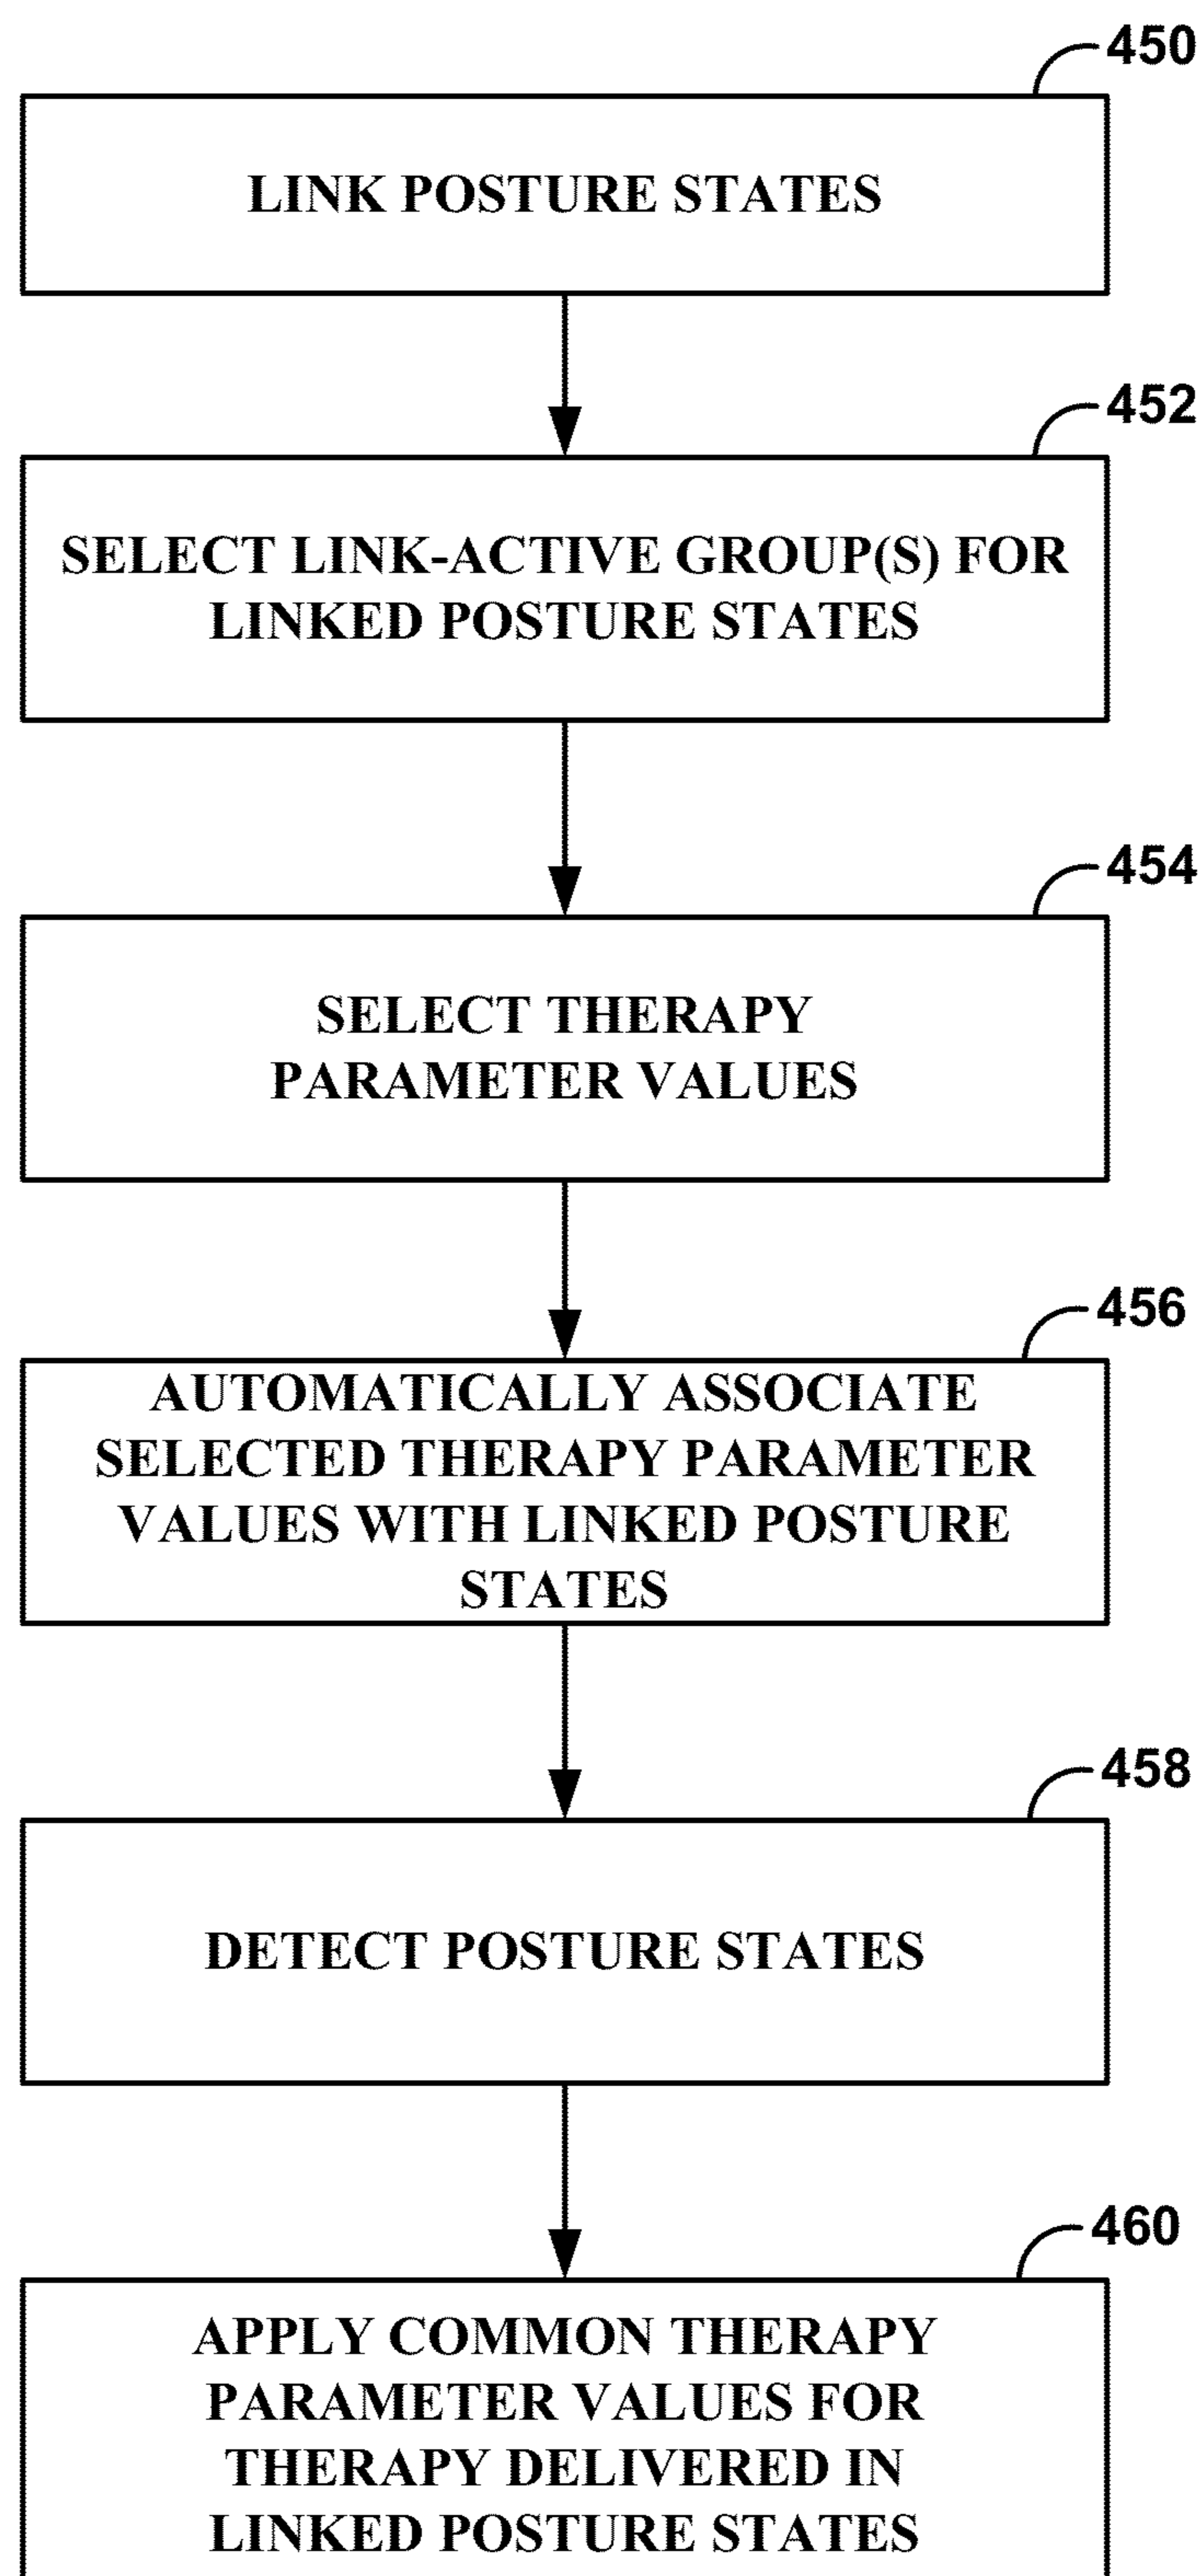 450
LINK POSTURE STATES
452
SELECT LINK-ACTIVE GROUP(S) FOR
LINKED POSTURE STATES
454
SELECT THERAPY
PARAMETER VALUES
456
AUTOMATICALLY ASSOCIATE
SELECTED THERAPY PARAMETER
VALUES WITH LINKED POSTURE
STATES
458
DETECT POSTURE STATES
460
APPLY COMMON THERAPY
PARAMETER VALUES FOR
THERAPY DELIVERED IN
LINKED POSTURE STATES